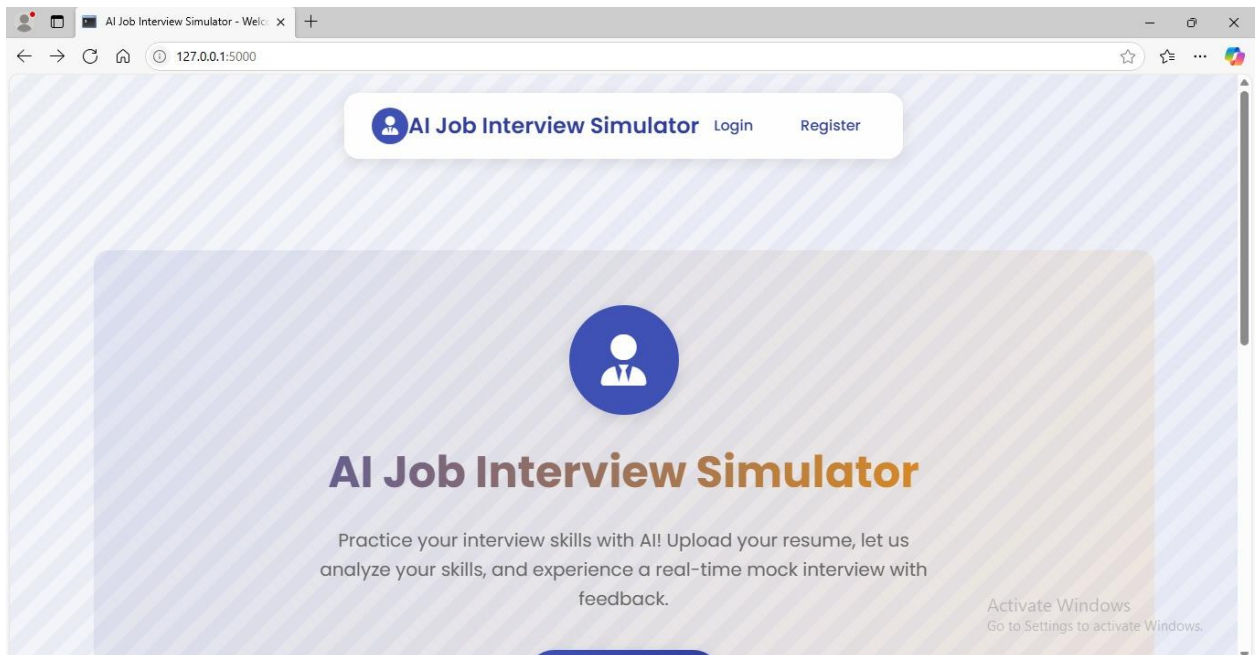 AI Job Interview Simulator - Welc
127.0.0.1:5000
AI Job Interview Simulator Login Register
AI Job Interview Simulator
Practice your interview skills with AI! Upload your resume, let us
analyze your skills, and experience a real-time mock interview with
feedback.
Activate Windows
Go to Settings to activate Windows.